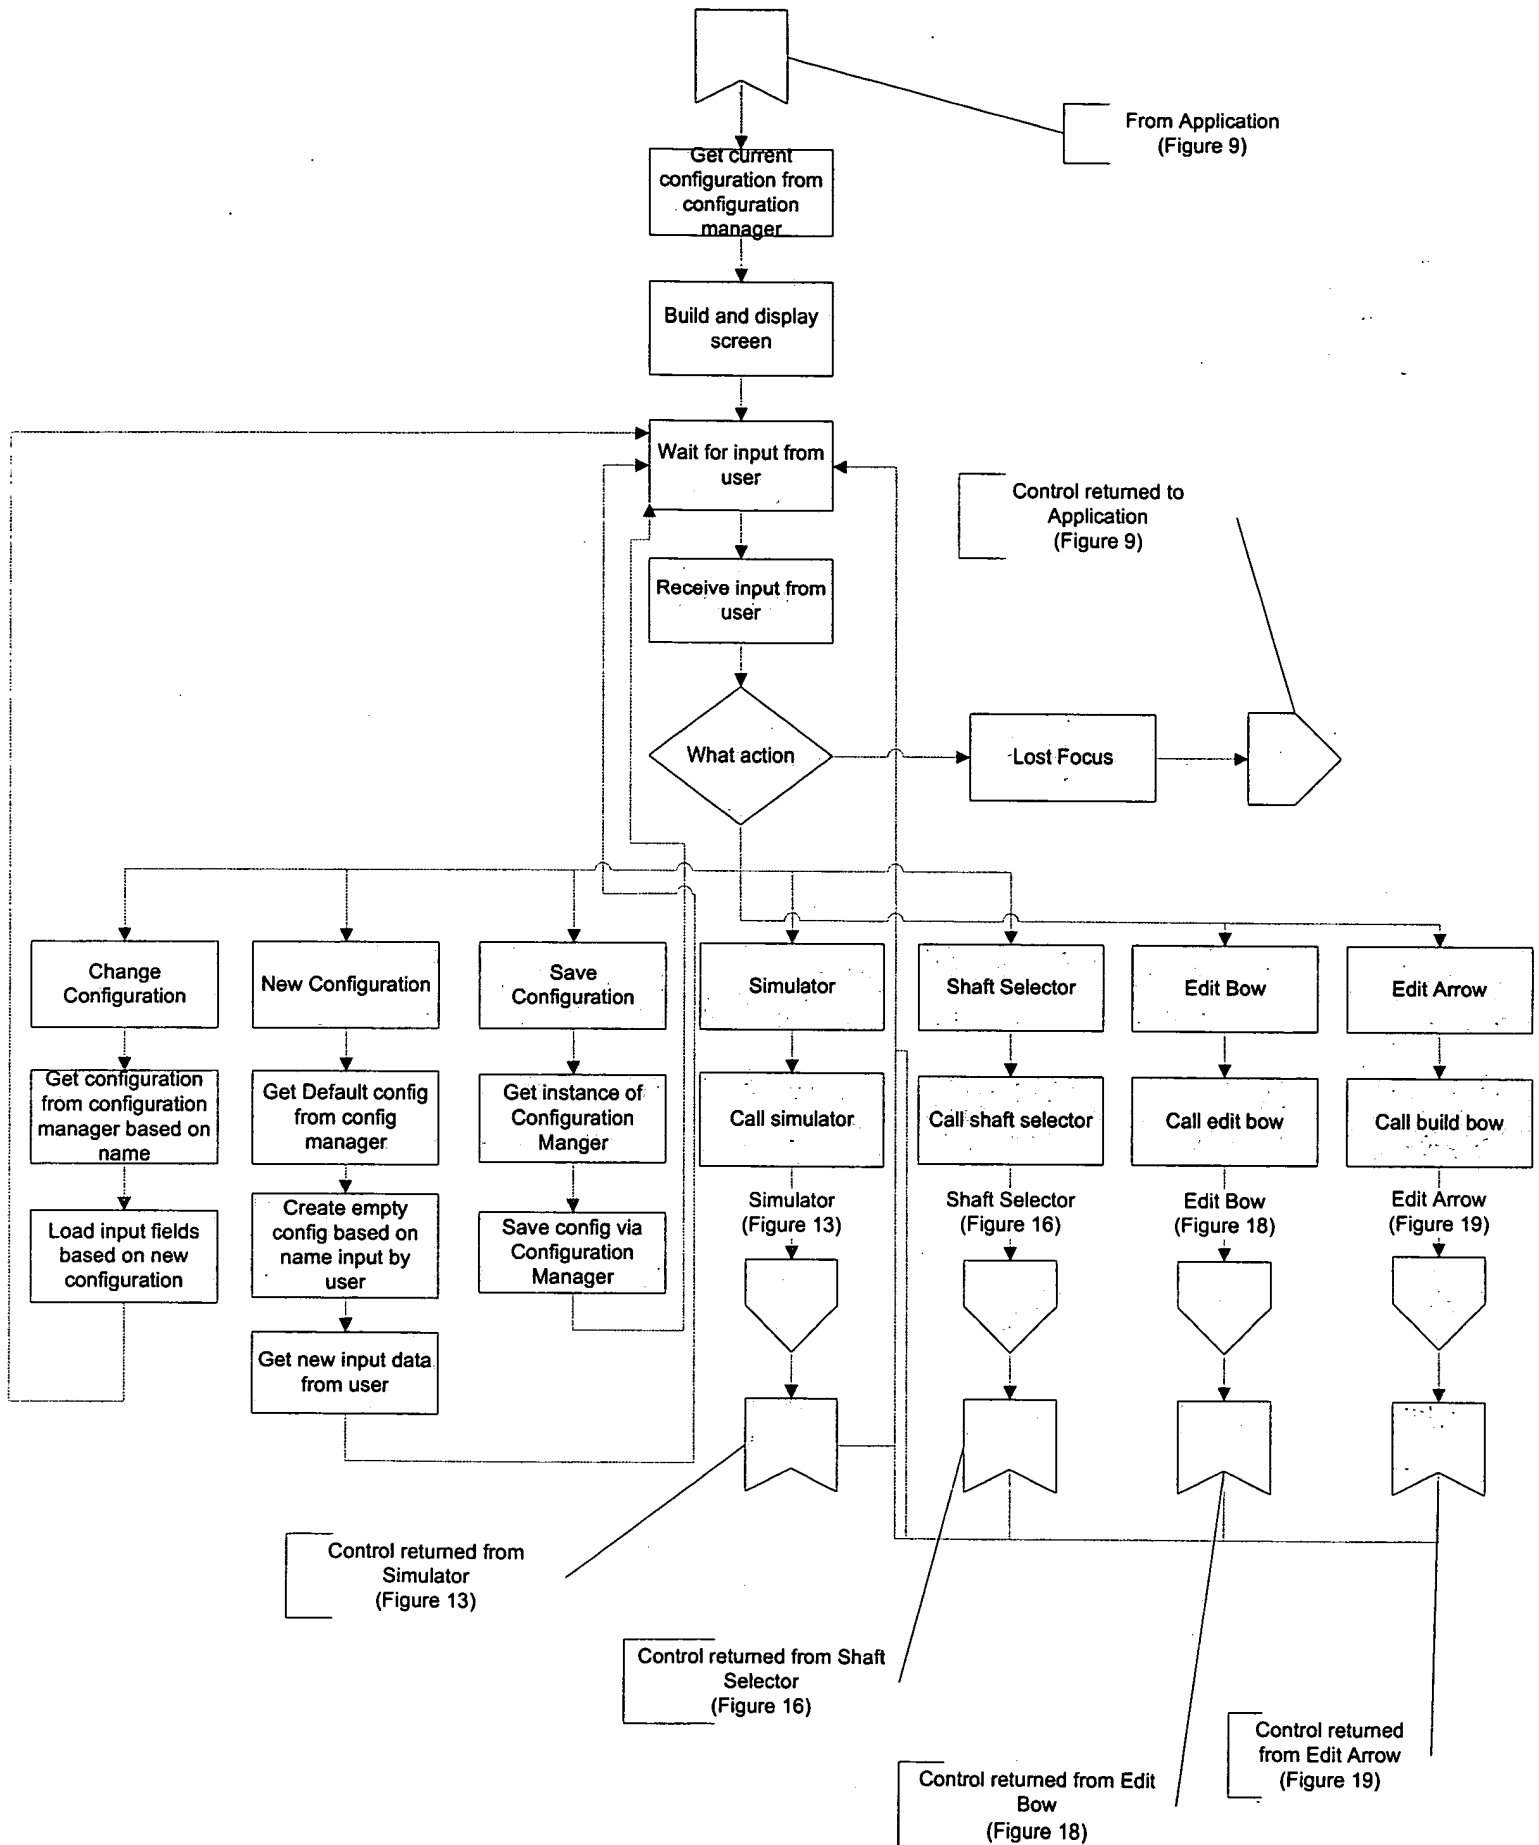 From Application
(Figure 9)
Get current
configuration from
configuration
manager
Build and display
screen
Wait for input from
user
Control returned to
Application
(Figure 9)
Receive input from
user
What action
Lost Focus
Change
Configuration
New Configuration
Save
Configuration
Simulator
Shaft Selector
Edit Bow
Edit Arrow
Get configuration
from configuration
manager based on
name
Get Default config
from config
manager
Get instance of
Configuration
Manger
Call simulator
Call shaft selector
Call edit bow
Call build bow
Load input fields
based on new
configuration
Create empty
config based on
name input by
user
Save config via
Configuration
Manager
Simulator
(Figure 13)
Shaft Selector
(Figure 16)
Edit Bow
(Figure 18)
Edit Arrow
(Figure 19)
Get new input data
from user
Control returned from
Simulator
(Figure 13)
Control returned from Shaft
Selector
(Figure 16)
Control returned from Edit
Bow
(Figure 18)
Control returned
from Edit Arrow
(Figure 19)